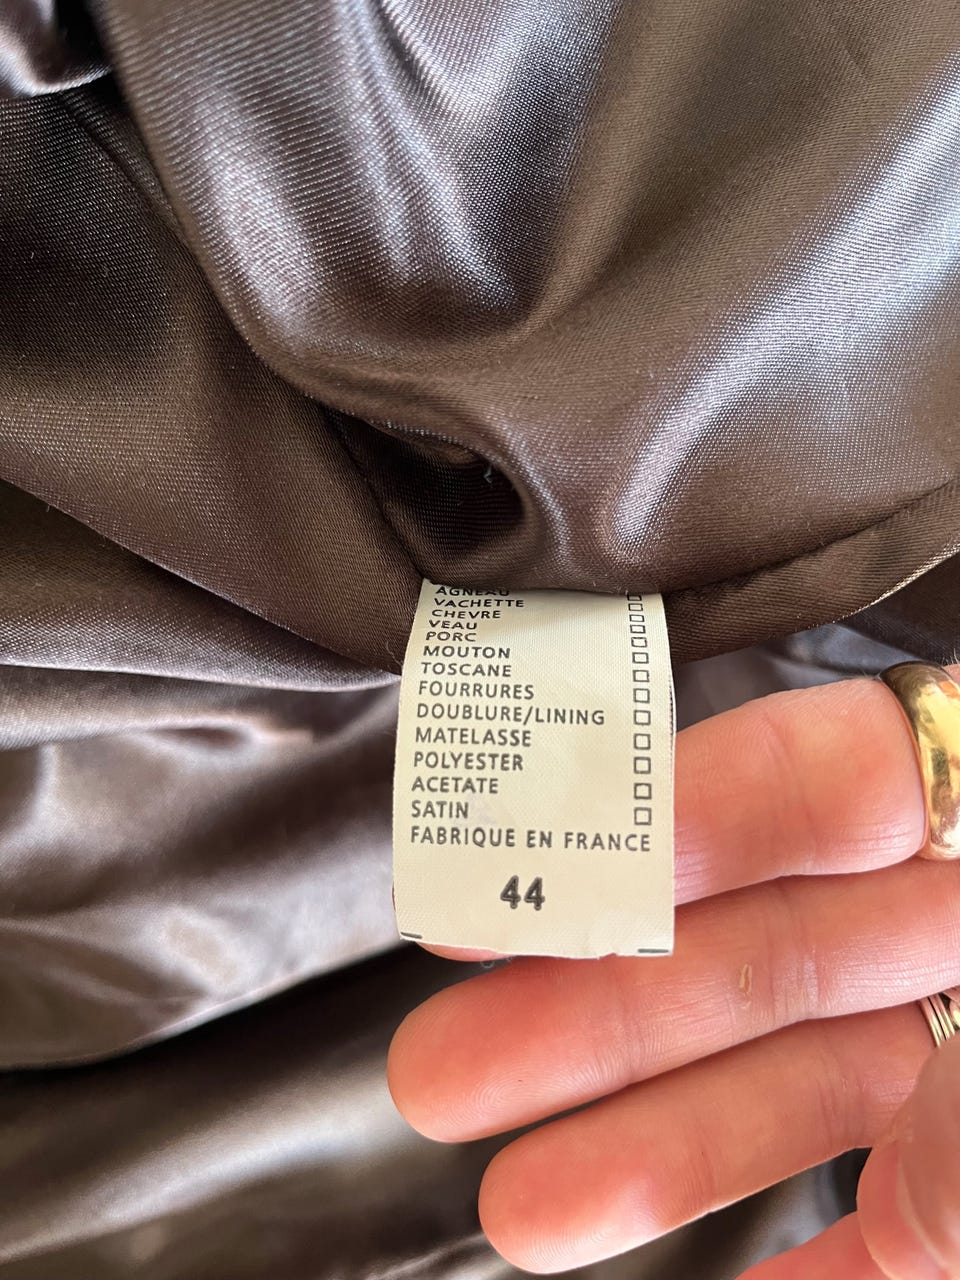 AGNEAU
VACHETTE
CHEVRE
VEAU
PORC
MOUTON
TOSCANE
FOURRURES
DOUBLURE/LINING
MATELASSE
POLYESTER
ACETATE
SATIN
FABRIQUE EN FRANCE
44